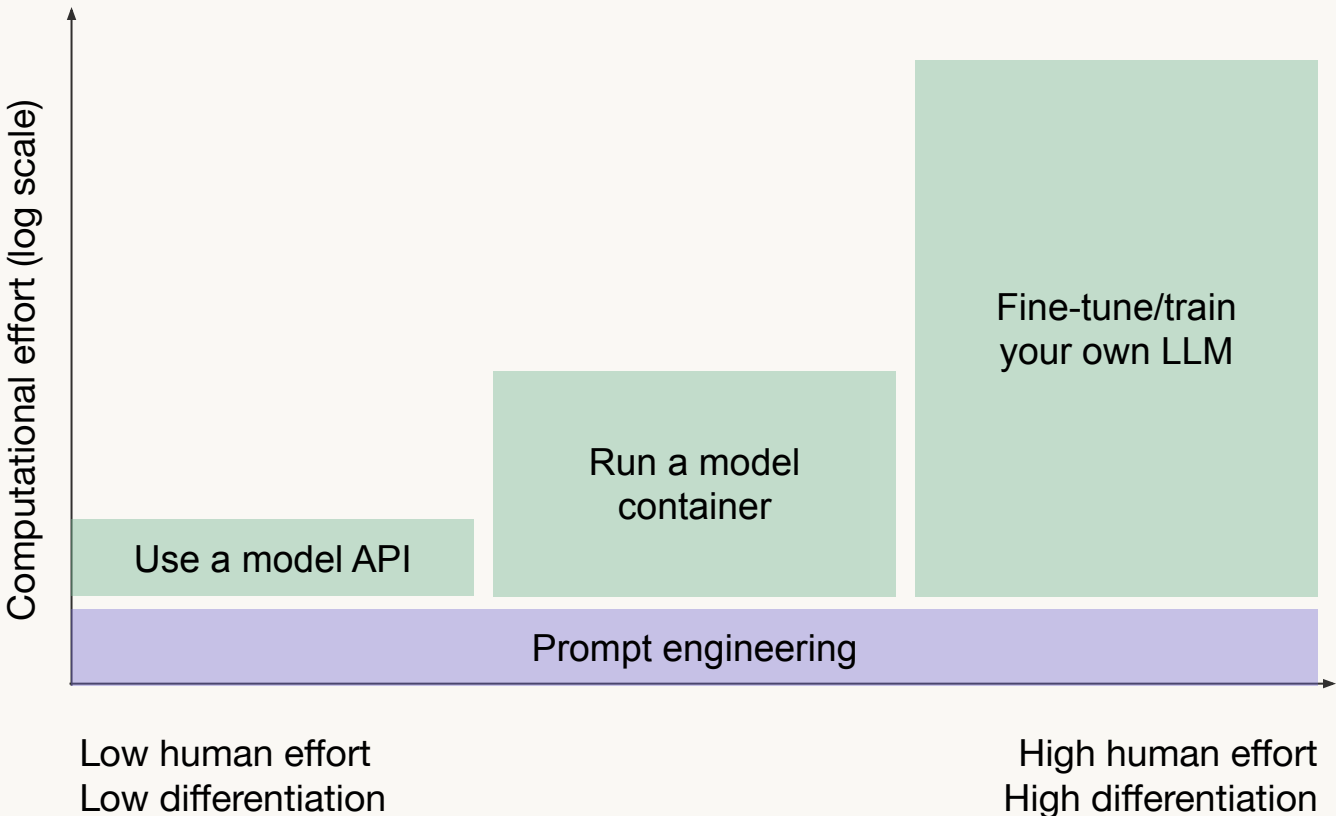 Computational effort (log scale)
Fine-tune/train
your own LLM
Run a model
container
Use a model API
Prompt engineering
Low human effort
Low differentiation
High human effort
High differentiation